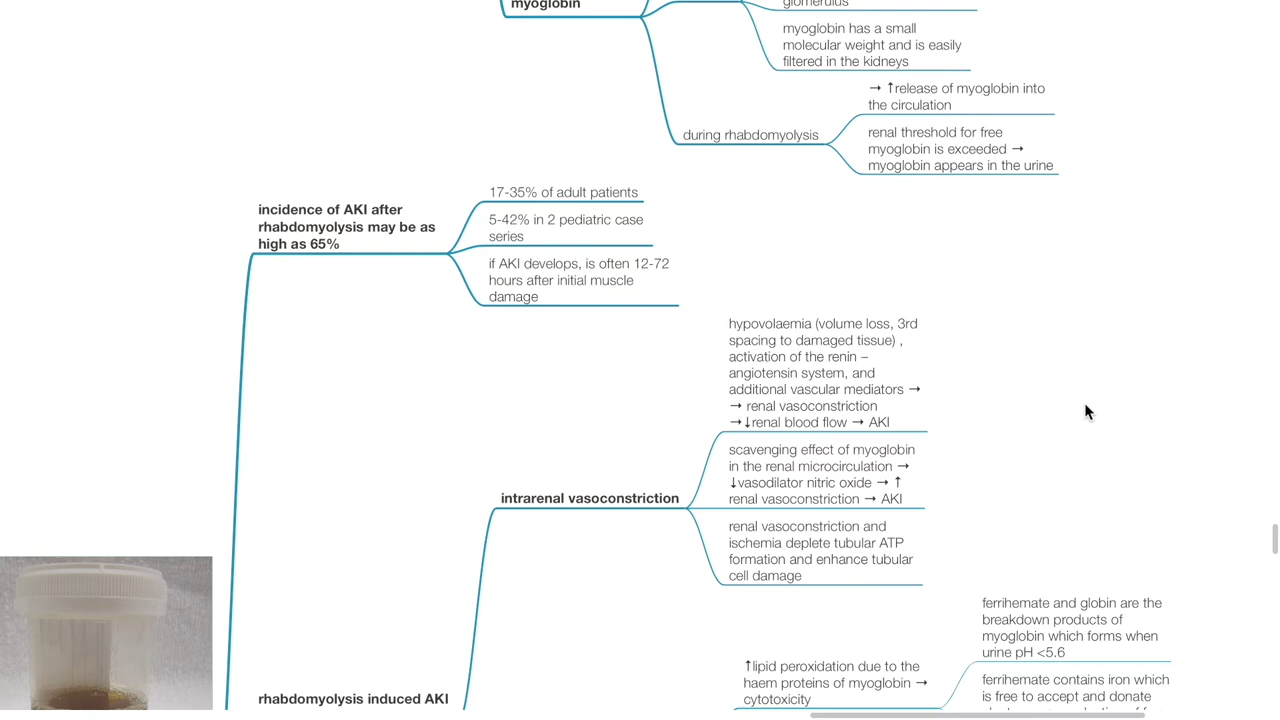 myoglobin
glomerulus
myoglobin has a small
molecular weight and is easily
filtered in the kidneys
during rhabdomyolysis
→ ↑release of myoglobin into
the circulation
renal threshold for free
myoglobin is exceeded →
myoglobin appears in the urine
incidence of AKI after
rhabdomyolysis may be as
high as 65%
17-35% of adult patients
5-42% in 2 pediatric case
series
if AKI develops, is often 12-72
hours after initial muscle
damage
rhabdomyolysis induced AKI
intrarenal vasoconstriction
hypovolaemia (volume loss, 3rd
spacing to damaged tissue) ,
activation of the renin –
angiotensin system, and
additional vascular mediators →
→ renal vasoconstriction
→↓renal blood flow → AKI
scavenging effect of myoglobin
in the renal microcirculation →
↓vasodilator nitric oxide → ↑
renal vasoconstriction → AKI
renal vasoconstriction and
ischemia deplete tubular ATP
formation and enhance tubular
cell damage
↑lipid peroxidation due to the
haem proteins of myoglobin →
cytotoxicity
ferrihemate and globin are the
breakdown products of
myoglobin which forms when
urine pH <5.6
ferrihemate contains iron which
is free to accept and donate